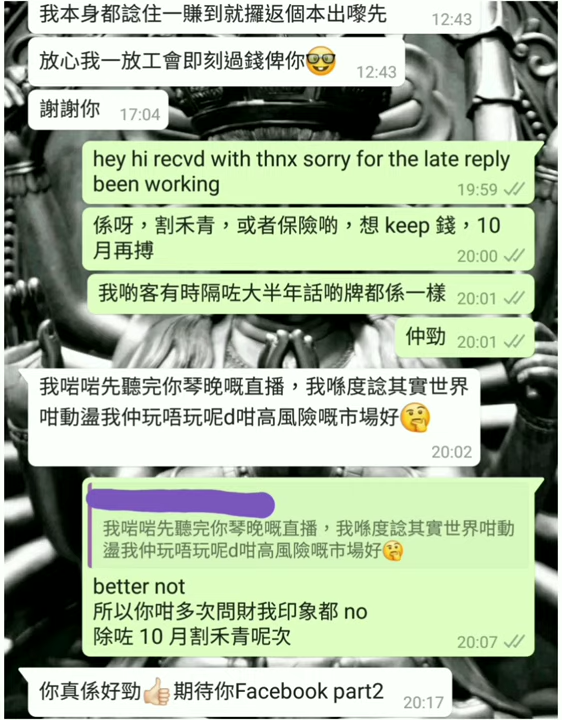 我本身都諗住一賺到就攞返個本出嚟先
12:43
放心我一放工會即刻過錢俾你🤓
12:43
謝謝你 17:04
hey hi recvd with thnx sorry for the late reply
been working
19:59
係呀，割禾青，或者保險啲，想 keep 錢，10
月再搏
20:00
我啲客有時隔咗大半年話啲牌都係一樣 20:01
仲勁 20:01
我啱啱先聽完你琴晚嘅直播，我喺度諗其實世界
咁動盪我仲玩唔玩呢d咁高風險嘅市場好🤔
20:02
我啱啱先聽完你琴晚嘅直播，我喺度諗其實世界咁動
盪我仲玩唔玩呢d咁高風險嘅市場好🤔
better not
所以你咁多次問財我印象都 no
除咗 10 月割禾青呢次
20:07
你真係好勁👍🏻期待你Facebook part2 20:17